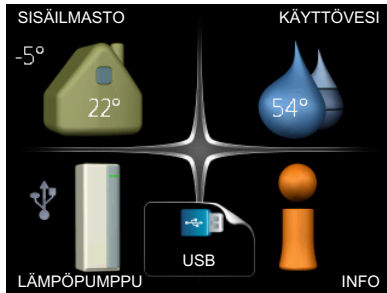 SISÄILMASTO
KÄYTTÖVESI
-5°
22°
54°
USB
LÄMPÖPUMPPU
INFO